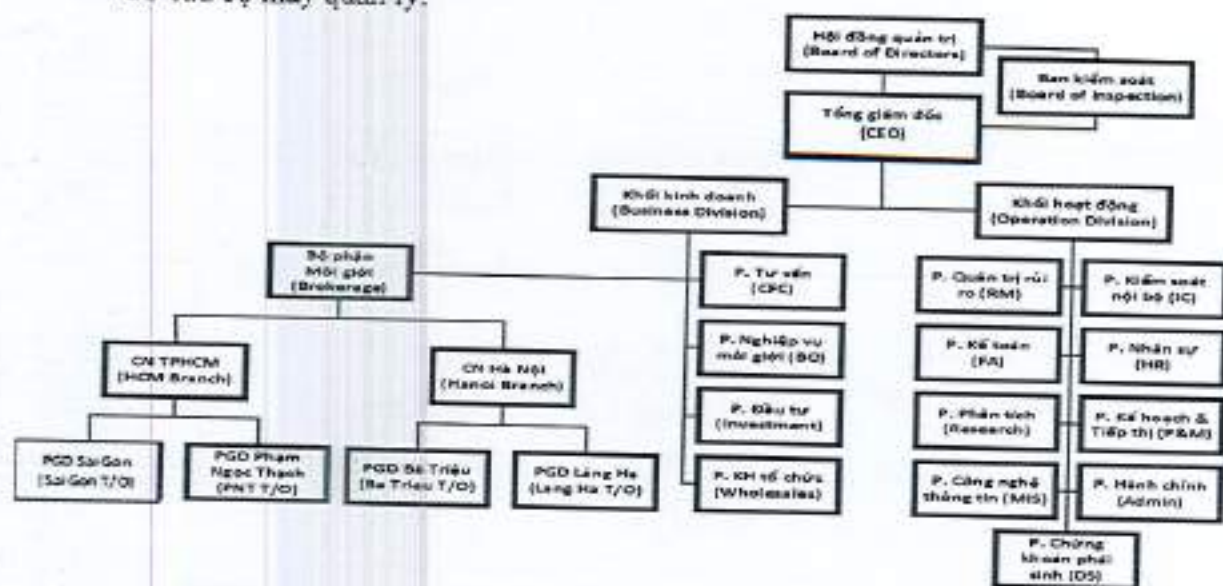 bộ máy quản lý.
Hội đồng quản trị
(Board of Directors)
Ban kiểm soát
(Board of Inspection)
Tổng giám đốc
(CEO)
Khối kinh doanh
(Business Division)
Khối hoạt động
(Operation Division)
Bộ phận
Môi giới
(Brokerage)
P. Tư vấn
(CFC)
P. Quản trị rủi
ro (RM)
P. Kiểm soát
nội bộ (IC)
CN TPHCM
(HCM Branch)
CN Hà Nội
(Hanoi Branch)
P. Nghiệp vụ
môi giới (BO)
P. Kế toán
(FA)
P. Nhân sự
(HR)
P. Đầu tư
(Investment)
P. Phân tích
(Research)
P. Kế hoạch &
Tiếp thị (P&M)
PGD SaiGon
(SaiGon T/O)
PGD Phạm
Ngọc Thạch
(PNT T/O)
PGD Bà Triệu
(Ba Trieu T/O)
PGD Láng Hạ
(Lang Ha T/O)
P. KH tổ chức
(Wholesales)
P. Công nghệ
thông tin (MIS)
P. Hành chính
(Admin)
P. Chứng
khoán phái
sinh (DS)